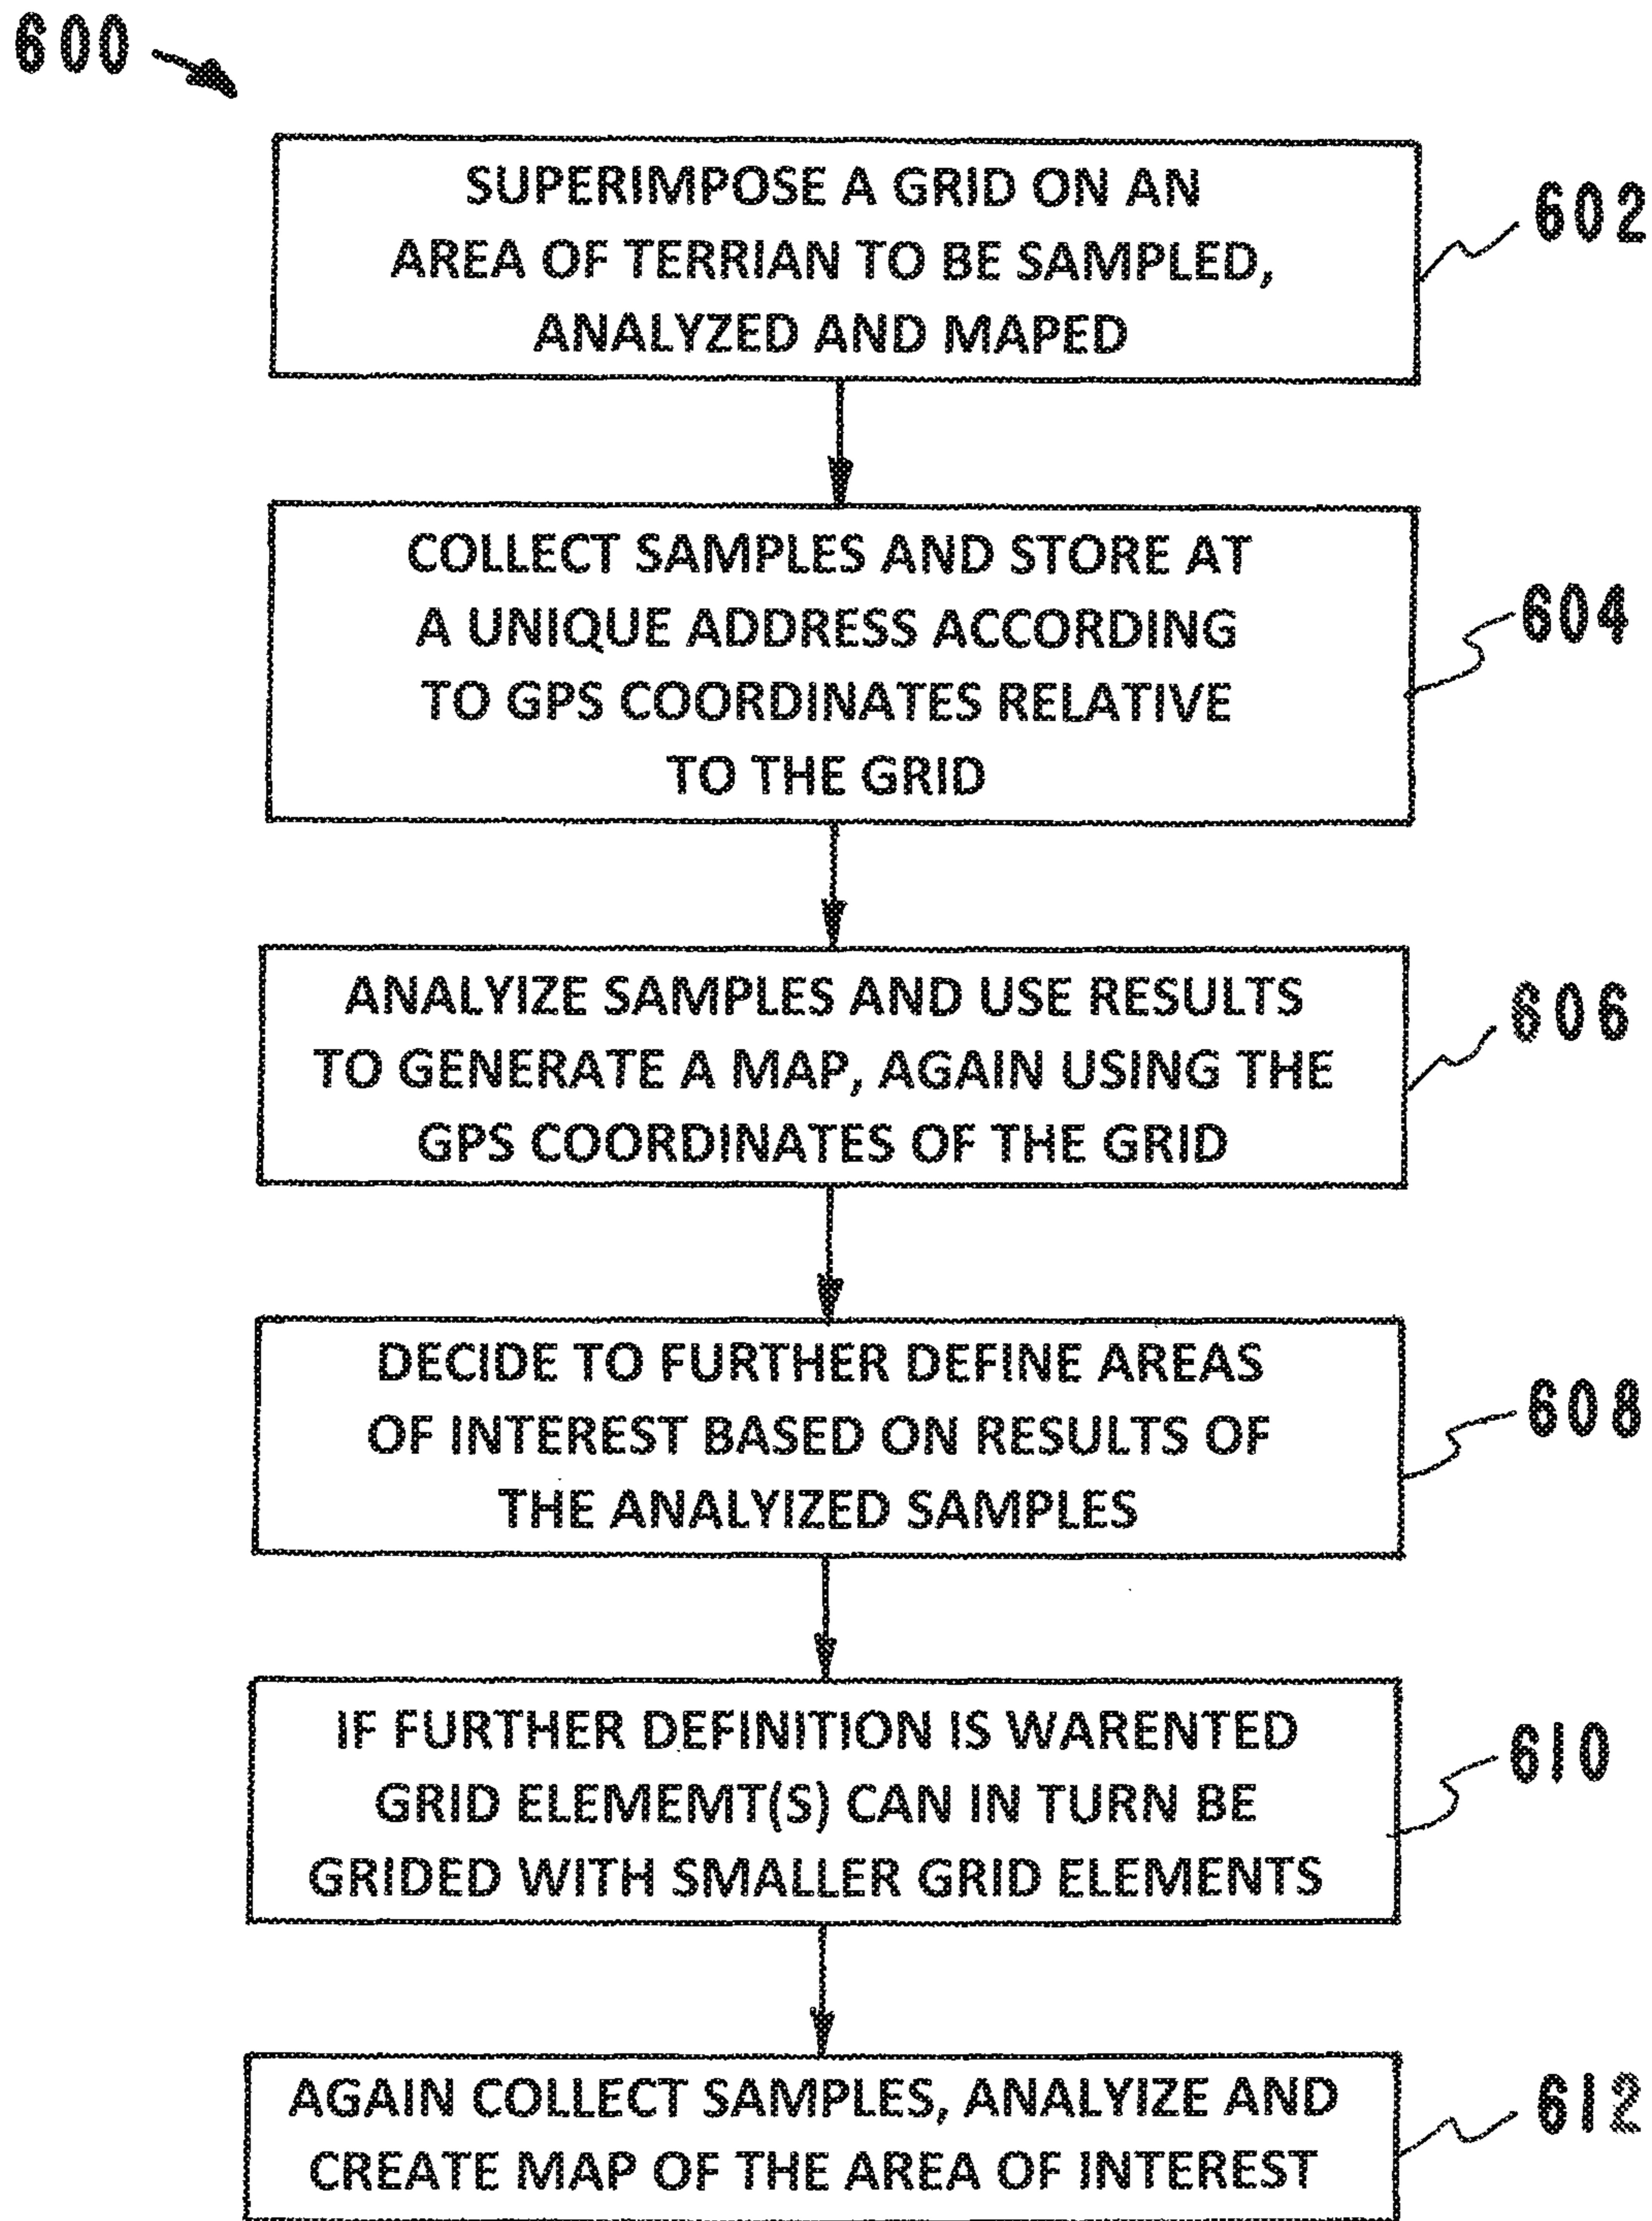 600
SUPERIMPOSE A GRID ON AN
AREA OF TERRIAN TO BE SAMPLED,
ANALYZED AND MAPED
602
COLLECT SAMPLES AND STORE AT
A UNIQUE ADDRESS ACCORDING
TO GPS COORDINATES RELATIVE
TO THE GRID
604
ANALYIZE SAMPLES AND USE RESULTS
TO GENERATE A MAP, AGAIN USING THE
GPS COORDINATES OF THE GRID
606
DECIDE TO FURTHER DEFINE AREAS
OF INTEREST BASED ON RESULTS OF
THE ANALYIZED SAMPLES
608
IF FURTHER DEFINITION IS WARENTED
GRID ELEMEMT(S) CAN IN TURN BE
GRIDED WITH SMALLER GRID ELEMENTS
610
AGAIN COLLECT SAMPLES, ANALYIZE AND
CREATE MAP OF THE AREA OF INTEREST
612